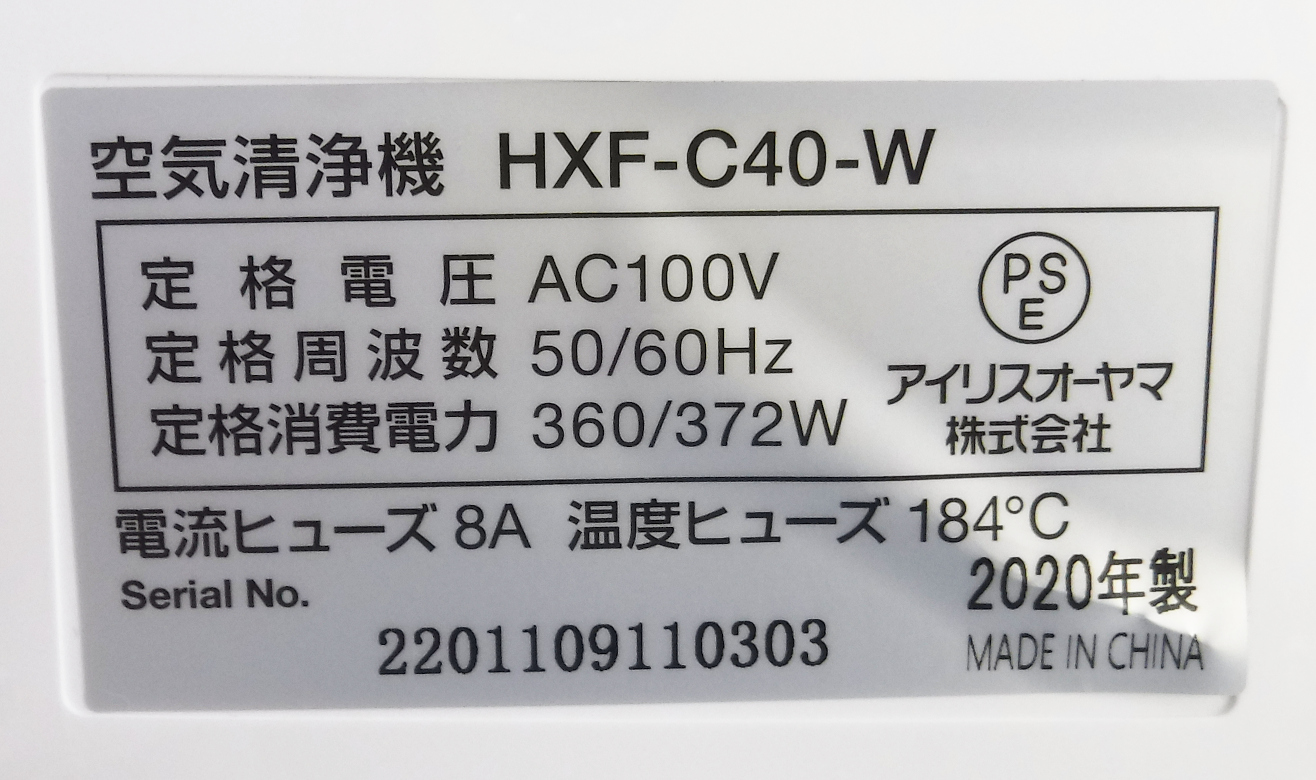 空気清浄機 HXF-C40-W
定格電圧 AC100V
定格周波数 50/60Hz
定格消費電力 360/372W
PS
E
アイリスオーヤマ
株式会社
電流ヒューズ 8A 温度ヒューズ 184°C
Serial No.
2020年製
2201109110303
MADE IN CHINA